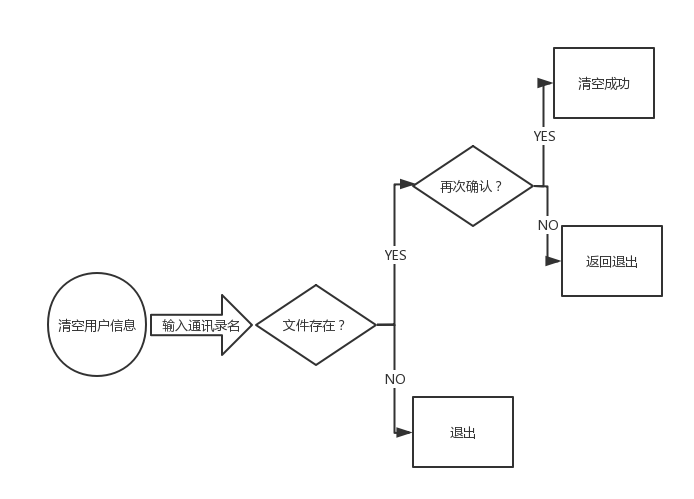 清空成功
YES
再次确认？
NO
返回退出
YES
清空用户信息
输入通讯录名
文件存在？
NO
退出